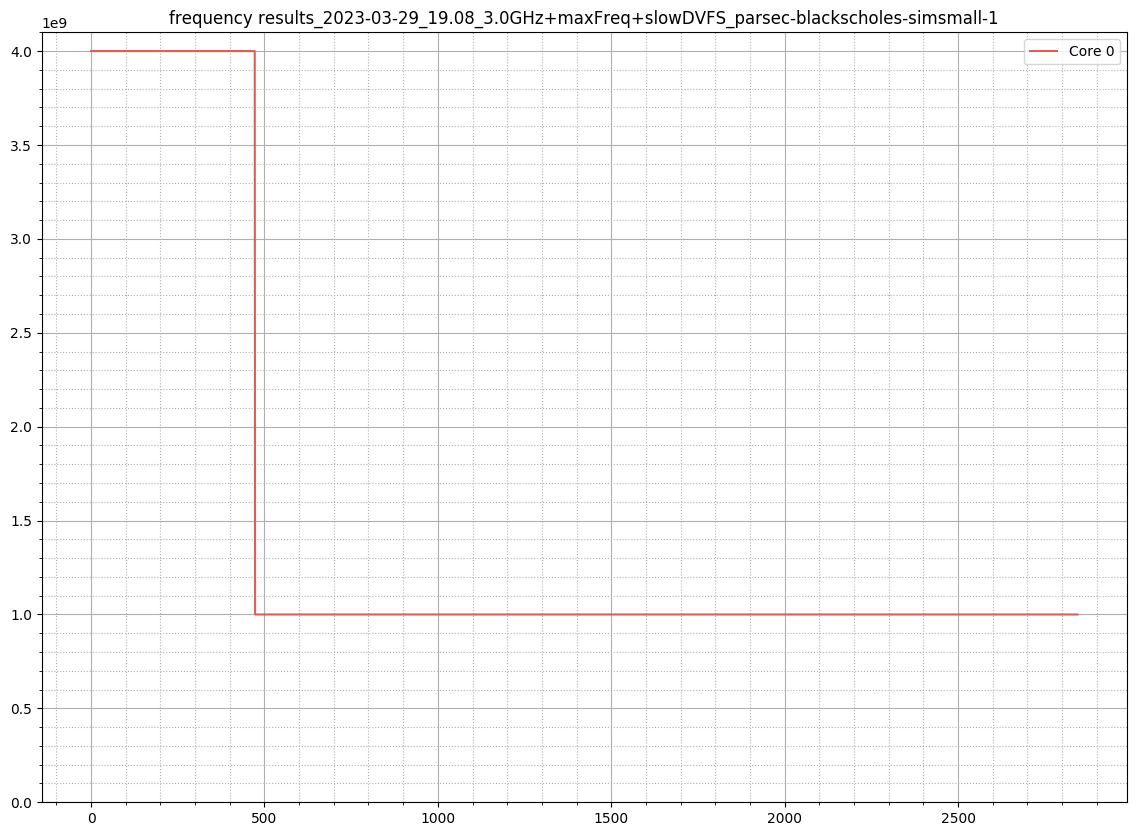 frequency results_2023-03-29_19.08_3.0GHz+maxFreq+slowDVFS_parsec-blackscholes-simsmall-1
1e9
Core 0
4.0
3.5
3.0
2.5
2.0
1.5
1.0
0.5
0.0
0 500 1000 1500 2000 2500